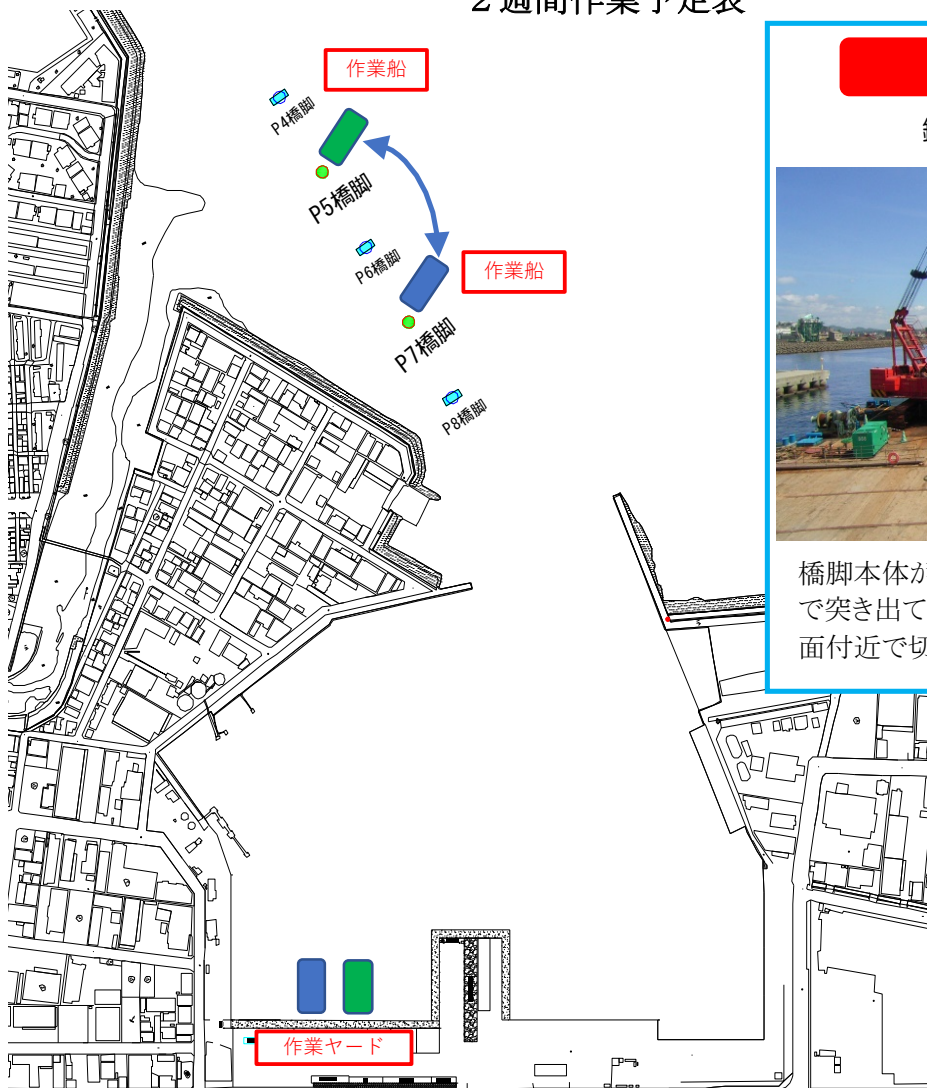 ２週間作業予定表
作業船
P4橋脚
P5橋脚
P6橋脚
作業船
P7橋脚
P8橋脚
橋脚本体が
で突き出て
面付近で切
作業ヤード